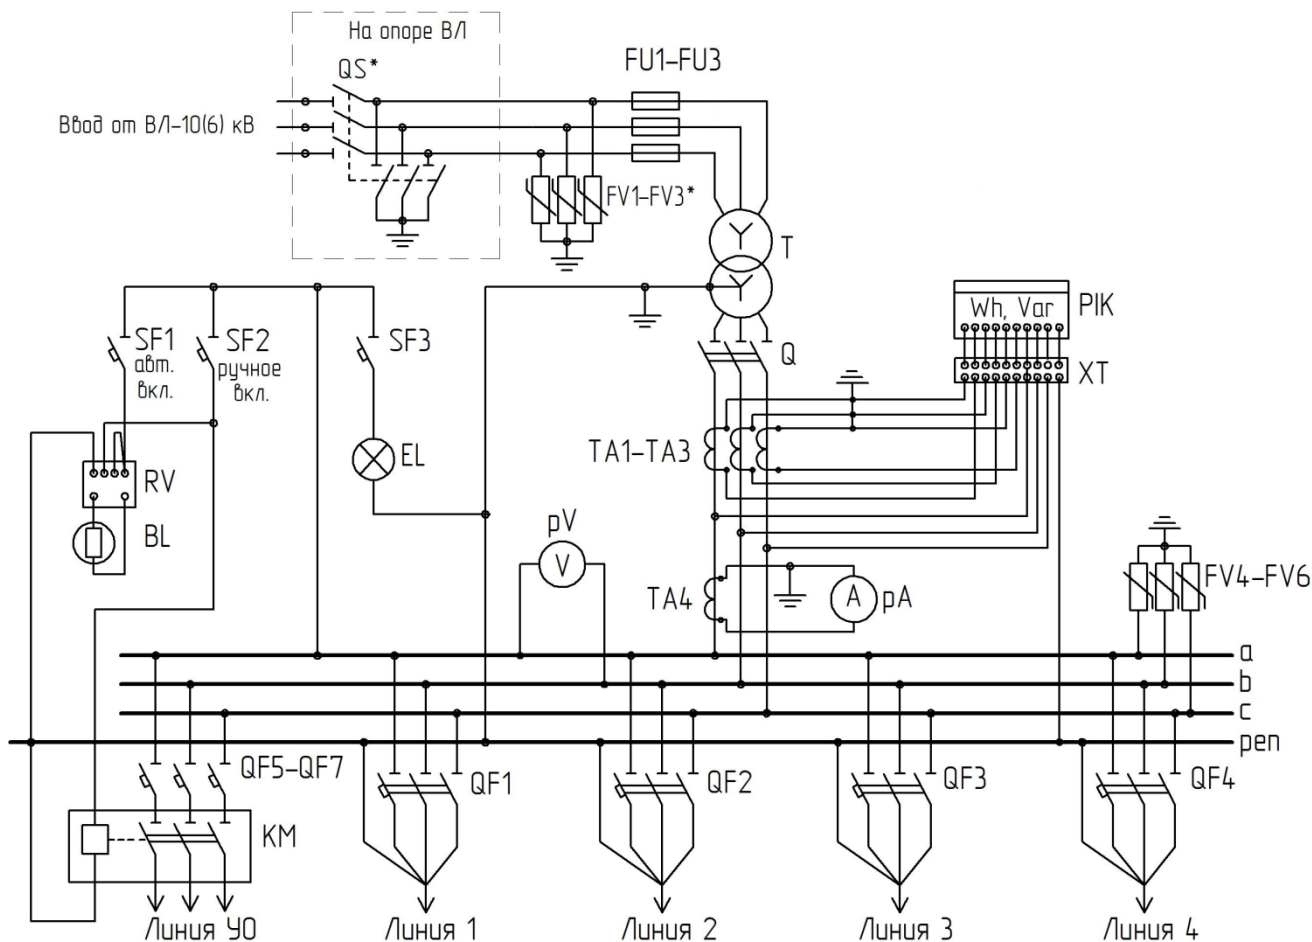 На опоре ВЛ
QS*
FU1-FU3
Ввод от ВЛ-10(6) кВ
FV1-FV3*
T
Wh, Var
PIK
SF1
авт.
вкл.
SF2
ручное
вкл.
SF3
Q
XT
TA1-TA3
EL
RV
BL
pV
V
TA4
A
pA
FV4-FV6
a
b
c
pen
QF5-QF7
QF1
QF2
QF3
QF4
KM
Линия УО
Линия 1
Линия 2
Линия 3
Линия 4